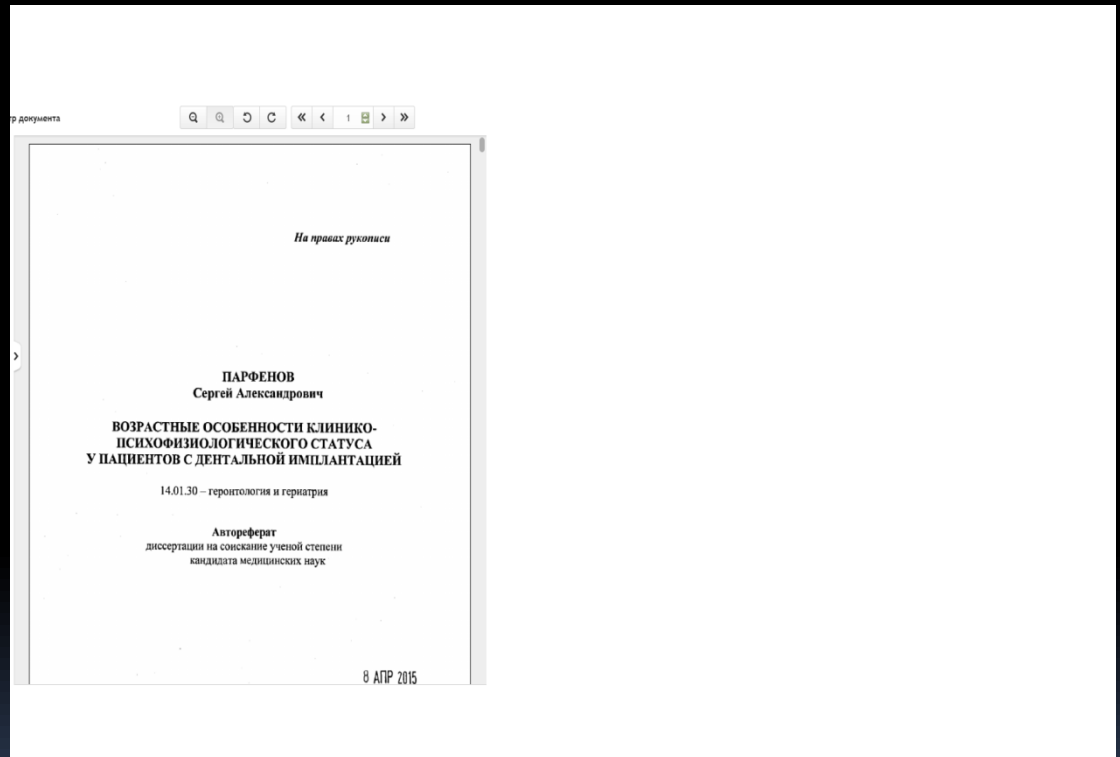 тр документа
1
На правах рукописи
ПАРФЕНОВ
Сергей Александрович
ВОЗРАСТНЫЕ ОСОБЕННОСТИ КЛИНИКО-
ПСИХОФИЗИОЛОГИЧЕСКОГО СТАТУСА
У ПАЦИЕНТОВ С ДЕНТАЛЬНОЙ ИМПЛАНТАЦИЕЙ
14.01.30 – геронтология и гериатрия
Автореферат
диссертации на соискание ученой степени
кандидата медицинских наук
8 АПР 2015